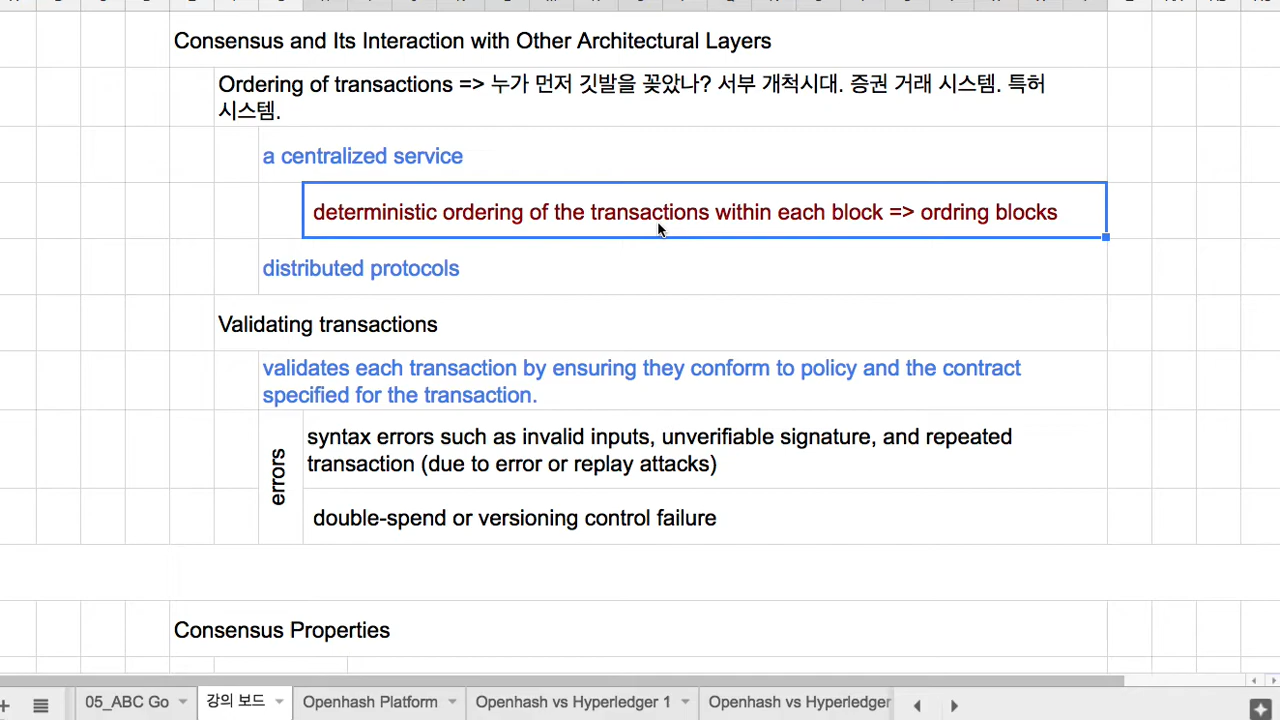 Consensus and Its Interaction with Other Architectural Layers
Ordering of transactions => 누가 먼저 깃발을 꽂았나? 서부 개척시대. 증권 거래 시스템. 특허
시스템.
a centralized service
deterministic ordering of the transactions within each block => ordring blocks
distributed protocols
Validating transactions
validates each transaction by ensuring they conform to policy and the contract
specified for the transaction.
errors
syntax errors such as invalid inputs, unverifiable signature, and repeated
transaction (due to error or replay attacks)
double-spend or versioning control failure
Consensus Properties
05_ABC Go
강의 보드
Openhash Platform
Openhash vs Hyperledger 1
Openhash vs Hyperledger